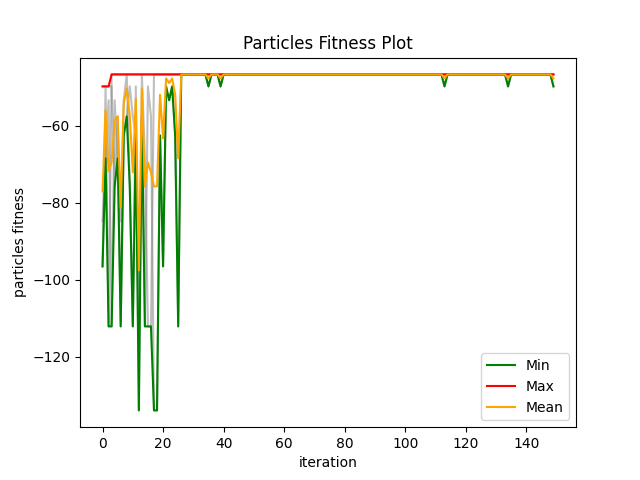 Particles Fitness Plot
particles fitness
−60
−80
−100
−120
0 20 40 60 80 100 120 140
iteration
Min
Max
Mean